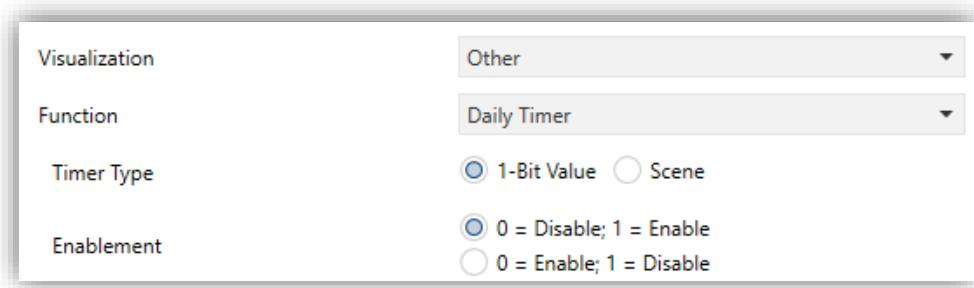 Visualization Other
Function Daily Timer
Timer Type 1-Bit Value Scene
Enablement 0 = Disable; 1 = Enable
0 = Enable; 1 = Disable